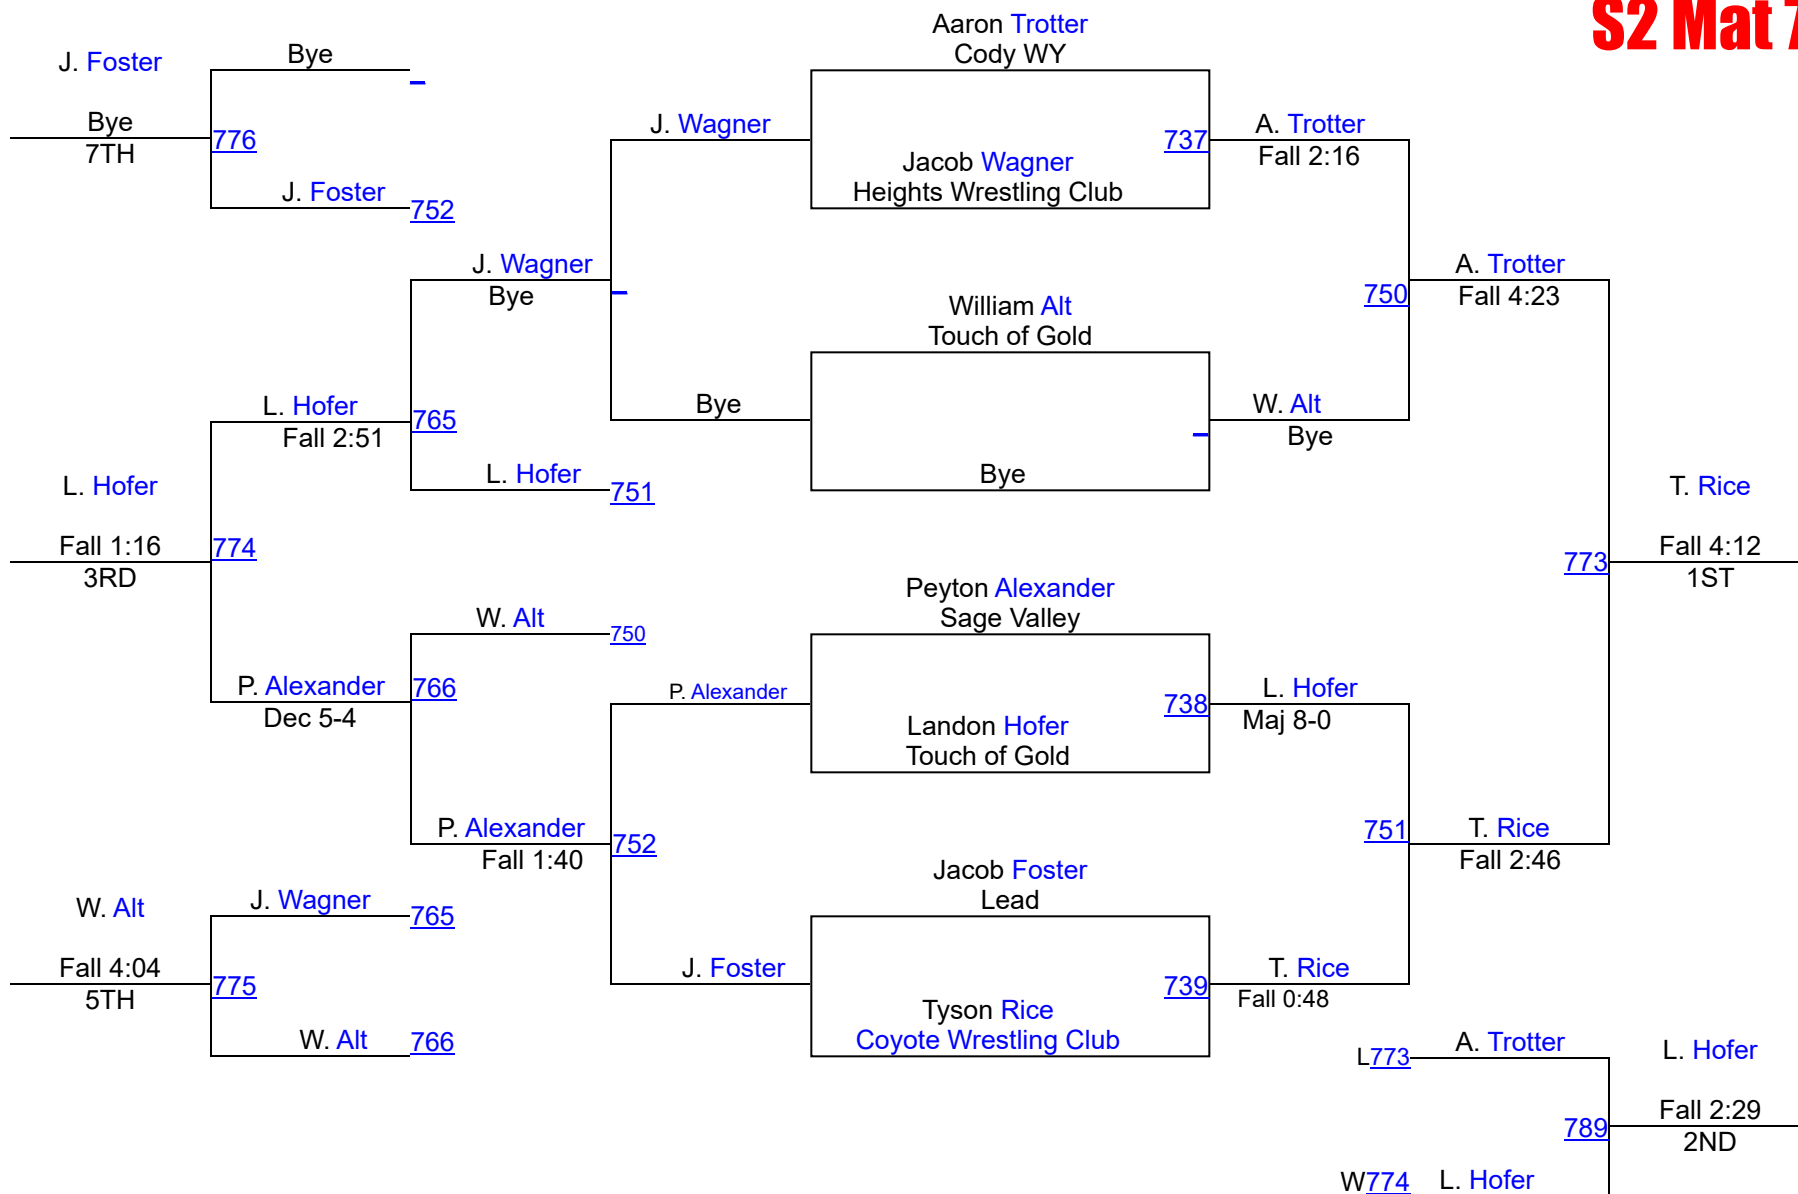 S2 Mat 7
Aaron Trotter
Cody WY
J. Foster
Bye
Bye
7TH
776
J. Foster
752
J. Wagner
737
Jacob Wagner
Heights Wrestling Club
A. Trotter
Fall 2:16
J. Wagner
Bye
William Alt
Touch of Gold
750
A. Trotter
Fall 4:23
L. Hofer
Fall 2:51
765
Bye
W. Alt
Bye
L. Hofer
751
Bye
L. Hofer
Fall 1:16
3RD
774
T. Rice
773
Fall 4:12
1ST
Peyton Alexander
Sage Valley
W. Alt
750
P. Alexander
Dec 5-4
766
P. Alexander
738
Landon Hofer
Touch of Gold
L. Hofer
Maj 8-0
P. Alexander
Fall 1:40
752
751
T. Rice
Fall 2:46
Jacob Foster
Lead
W. Alt
J. Wagner
765
Fall 4:04
5TH
775
J. Foster
739
Tyson Rice
Coyote Wrestling Club
T. Rice
Fall 0:48
W. Alt
766
L773
A. Trotter
L. Hofer
789
Fall 2:29
2ND
W774
L. Hofer